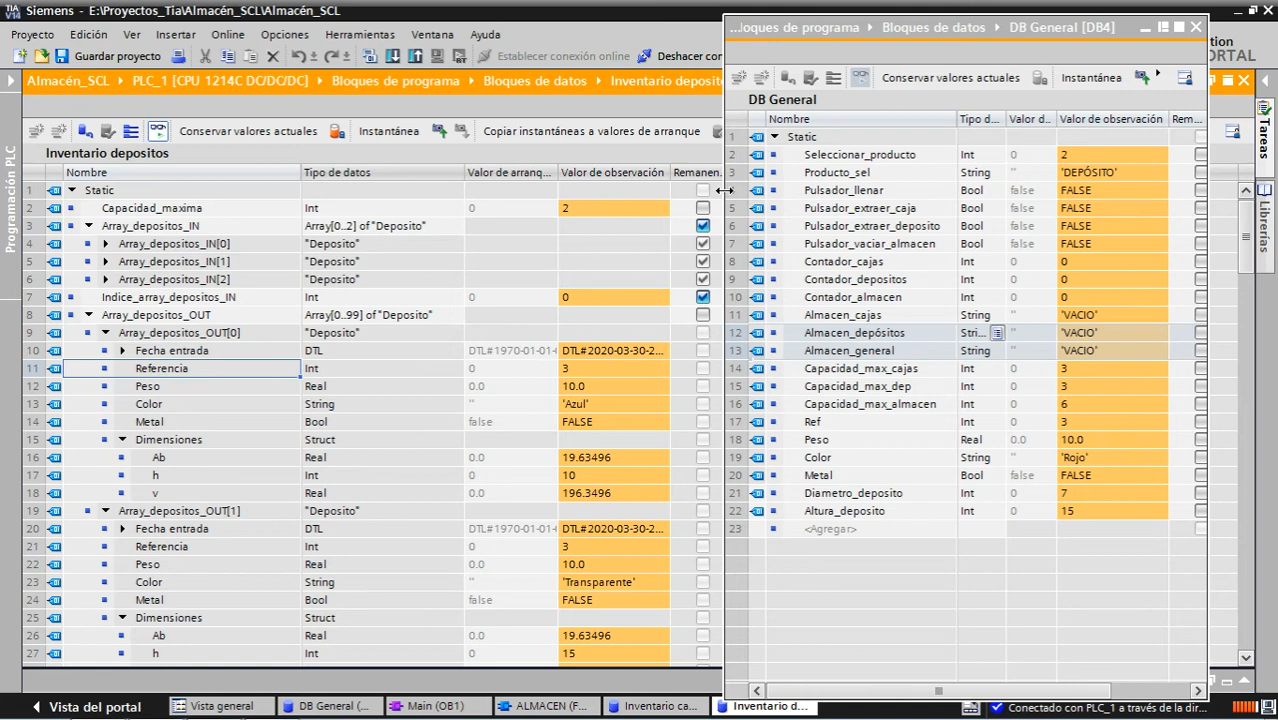 TIA
V14
Siemens - E:\Proyectos_Tia\Almacén_SCL\Almacén_SCL
Proyecto Edición Ver Insertar Online Opciones Herramientas Ventana Ayuda
Guardar proyecto
Establecer conexión online
Deshacer co
PORTAL
Almacén_SCL PLC_1 [CPU 1214C DC/DC/DC] Bloques de programa Bloques de datos Inventario depositos
Conservar valores actuales Instantánea Copiar instantáneas a valores de arranque
Inventario depositos
Nombre Tipo de datos Valor de arranq... Valor de observación Remanen...
1 Static
2 Capacidad_maxima Int 0 2
3 Array_depositos_IN Array[0..2] of "Deposito"
4 Array_depositos_IN[0] "Deposito"
5 Array_depositos_IN[1] "Deposito"
6 Array_depositos_IN[2] "Deposito"
7 Indice_array_depositos_IN Int 0 0
8 Array_depositos_OUT Array[0..99] of "Deposito"
9 Array_depositos_OUT[0] "Deposito"
10 Fecha entrada DTL DTL#1970-01-01- DTL#2020-03-30-2...
11 Referencia Int 0 3
12 Peso Real 0.0 10.0
13 Color String '' 'Azul'
14 Metal Bool false FALSE
15 Dimensiones Struct
16 Ab Real 0.0 19.63495
17 h Int 0 10
18 v Real 0.0 196.3496
19 Array_depositos_OUT[1] "Deposito"
20 Fecha entrada DTL DTL#1970-01-01- DTL#2020-03-30-2...
21 Referencia Int 0 3
22 Peso Real 0.0 10.0
23 Color String '' 'Transparente'
24 Metal Bool false FALSE
25 Dimensiones Struct
26 Ab Real 0.0 19.63496
27 h Int 0 15
...loques de programa Bloques de datos DB General [DB4]
Conservar valores actuales Instantánea
DB General
Nombre Tipo d... Valor d... Valor de observación Rem...
1 Static
2 Seleccionar_producto Int 0 2
3 Producto_sel String '' 'DEPÓSITO'
Pulsador_llenar Bool false FALSE
5 Pulsador_extraer_caja Bool false FALSE
6 Pulsador_extraer_deposito Bool false FALSE
7 Pulsador_vaciar_almacen Bool false FALSE
8 Contador_cajas Int 0 0
9 Contador_depositos Int 0 0
10 Contador_almacen Int 0 0
11 Almacen_cajas String '' 'VACIO'
12 Almacen_depósitos Stri... '' 'VACIO'
13 Almacen_general String '' 'VACIO'
14 Capacidad_max_cajas Int 0 3
15 Capacidad_max_dep Int 0 3
16 Capacidad_max_almacen Int 0 6
17 Ref Int 0 3
18 Peso Real 0.0 10.0
19 Color String '' 'Rojo'
20 Metal Bool false FALSE
21 Diametro_deposito Int 0 7
22 Altura_deposito Int 0 15
23 <Agregar>
Programación PLC
Tareas
Librerías
Vista del portal
Vista general
DB General (...
Main (OB1)
ALMACEN (F...
Inventario ca...
Inventario d...
Conectado con PLC_1 a través de la dir...